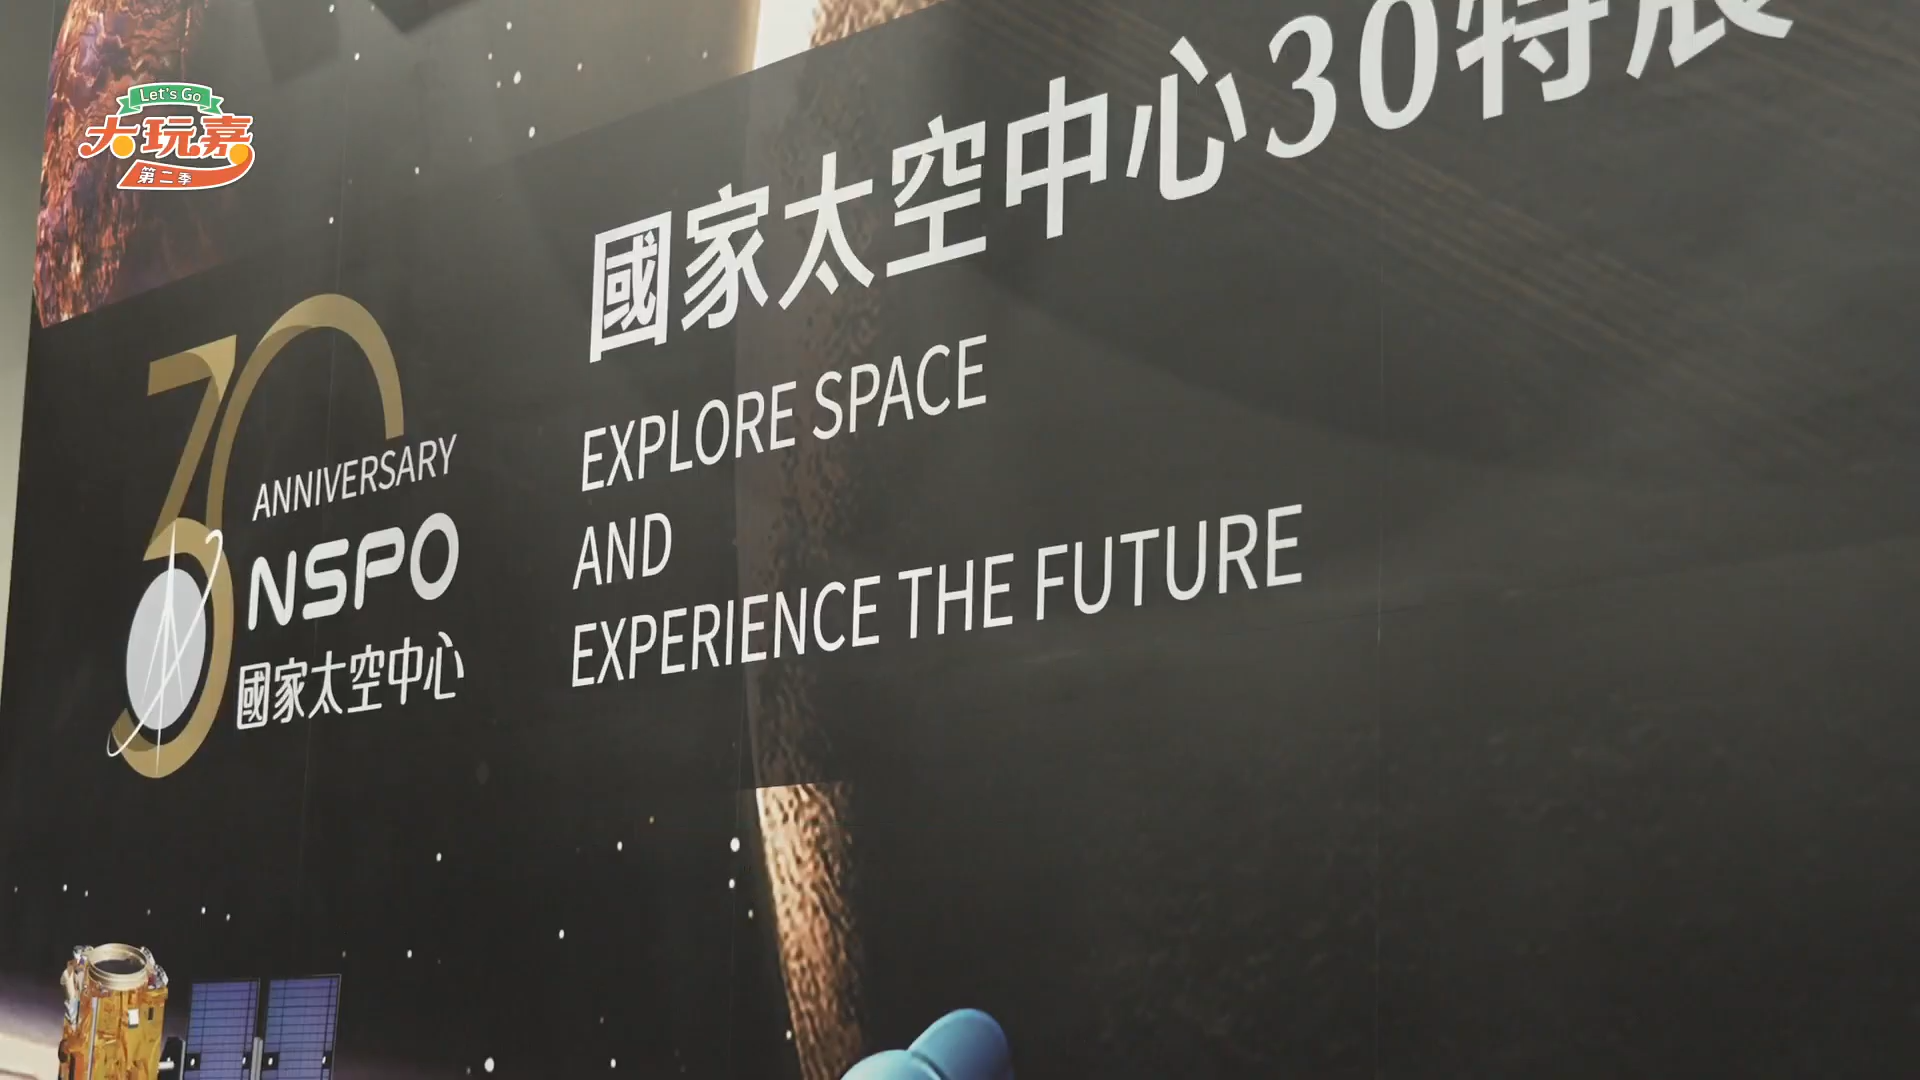 Let's Go
大玩嘉
第二季
國家太空中心30特展
EXPLORE SPACE
AND
EXPERIENCE THE FUTURE
30
ANNIVERSARY
NSPO
國家太空中心